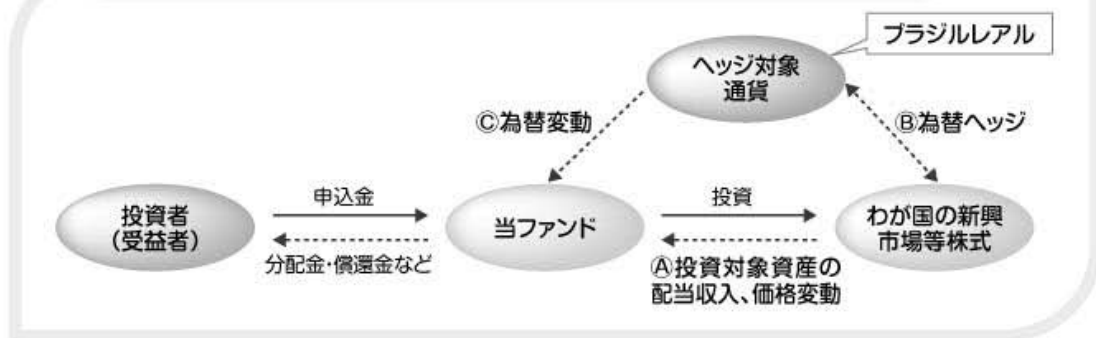 ブラジルレアル
ヘッジ対象
通貨
Ⓒ為替変動
Ⓑ為替ヘッジ
投資者
(受益者)
申込金
分配金・償還金など
当ファンド
投資
Ⓐ投資対象資産の
配当収入、価格変動
わが国の新興
市場等株式